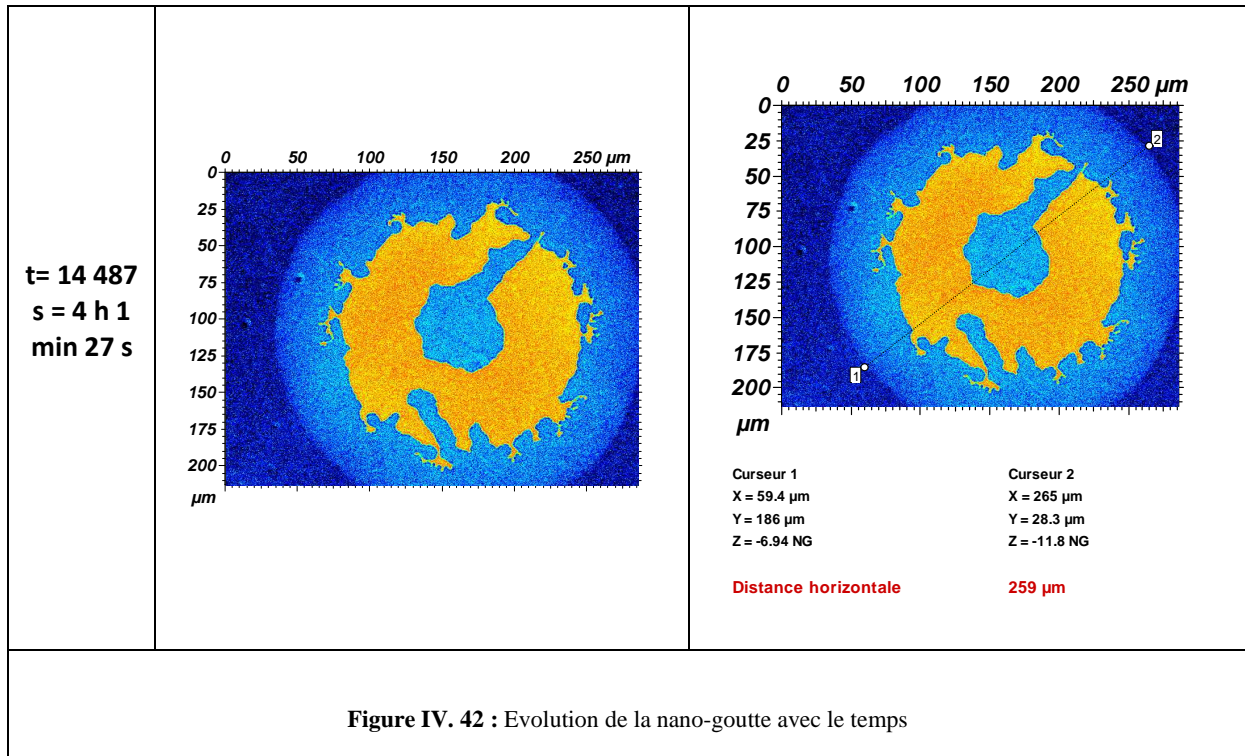 t= 14 487
s = 4 h 1
min 27 s
0 50 100 150 200 250 µm
0
25
50
75
100
125
150
175
200
µm
0 50 100 150 200 250 µm
0
25
50
75
100
125
150
175
200
µm
1
2
Curseur 1
X = 59.4 µm
Y = 186 µm
Z = -6.94 NG
Curseur 2
X = 265 µm
Y = 28.3 µm
Z = -11.8 NG
Distance horizontale 259 µm
Figure IV. 42 : Evolution de la nano-goutte avec le temps